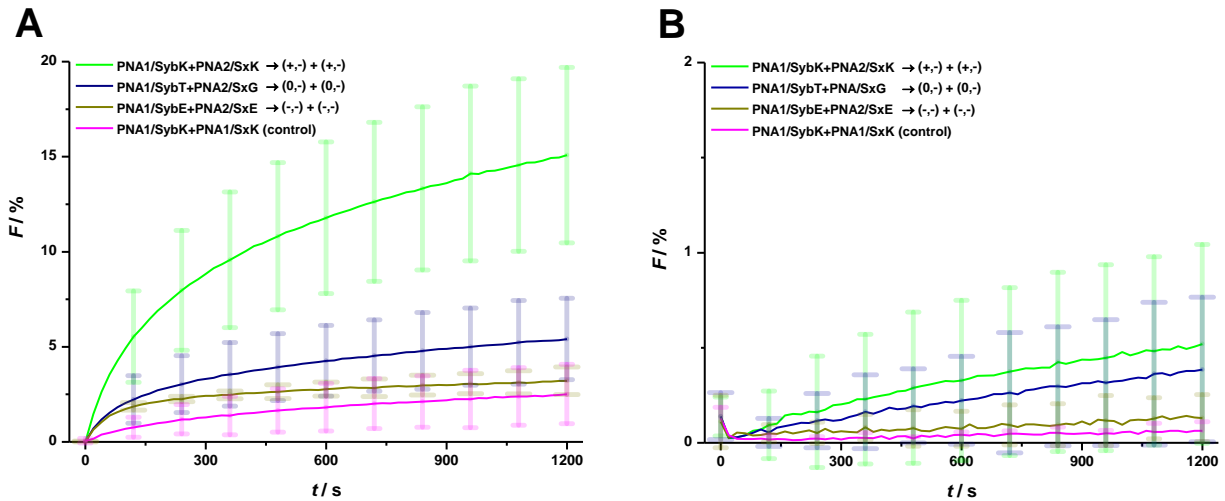 A
20
15
10
5
0
F / %
0
300
600
900
1200
t / s
PNA1/SybK+PNA2/SxK → (+,-) + (+,-)
PNA1/SybT+PNA2/SxG → (0,-) + (0,-)
PNA1/SybE+PNA2/SxE → (-,-) + (-,-)
PNA1/SybK+PNA1/SxK (control)
B
2
1
0
F / %
0
300
600
900
1200
t / s
PNA1/SybK+PNA2/SxK → (+,-) + (+,-)
PNA1/SybT+PNA/SxG → (0,-) + (0,-)
PNA1/SybE+PNA2/SxE → (-,-) + (-,-)
PNA1/SybK+PNA1/SxK (control)